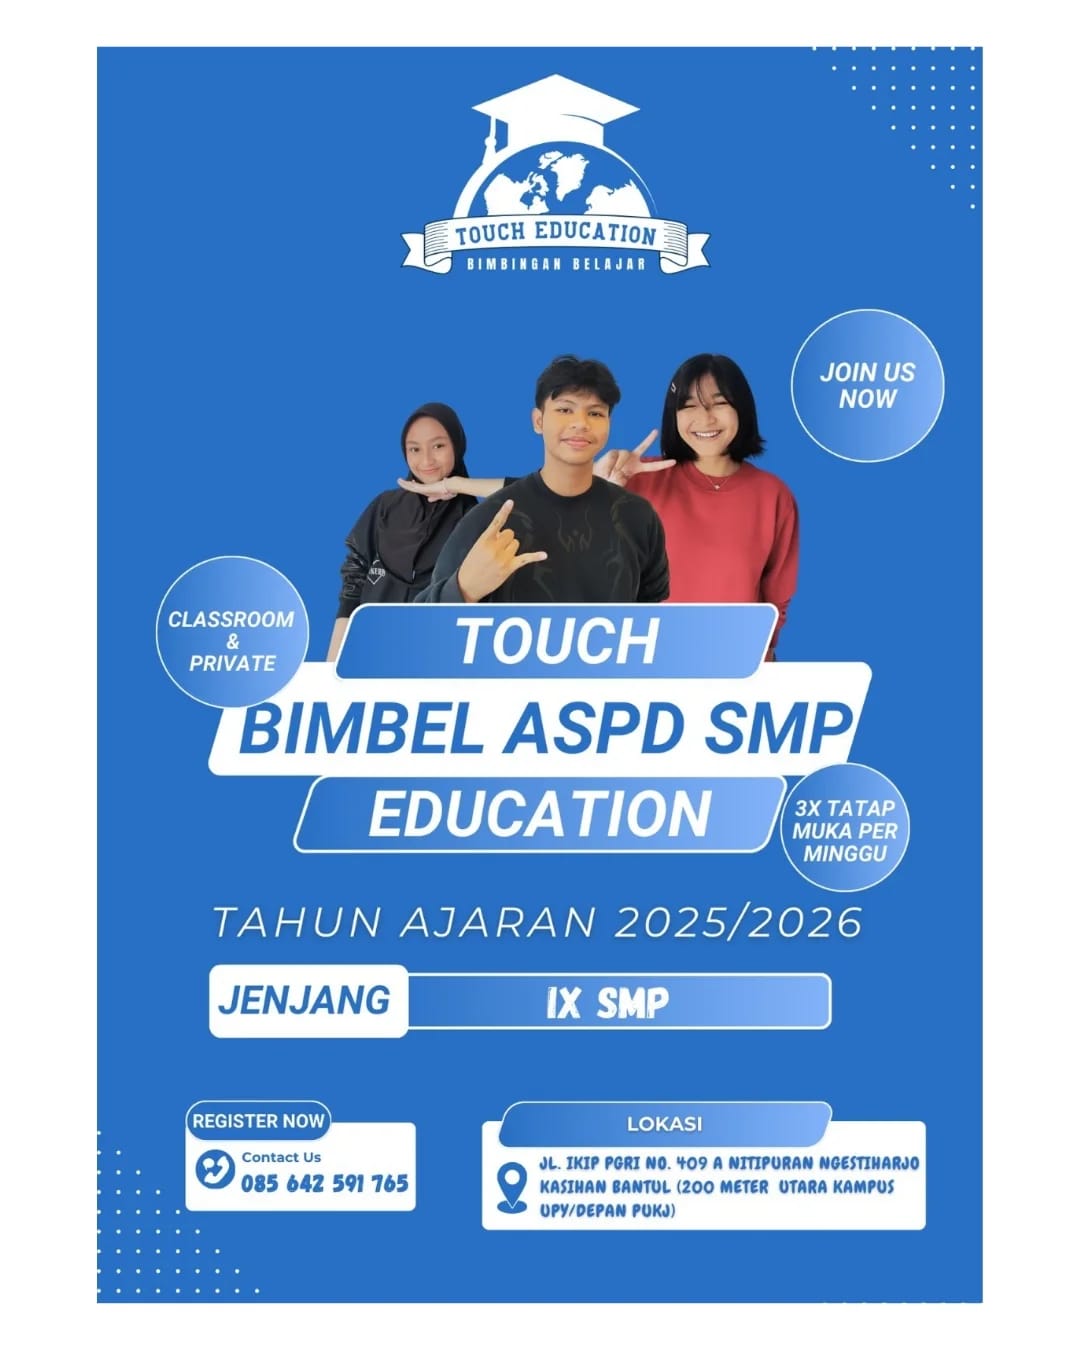 TOUCH EDUCATION
BIMBINGAN BELAJAR
JOIN US
NOW
CLASSROOM
&
PRIVATE
TOUCH
BIMBEL ASPD SMP
EDUCATION
3X TATAP
MUKA PER
MINGGU
TAHUN AJARAN 2025/2026
JENJANG
IX SMP
REGISTER NOW
Contact Us
085 642 591 765
LOKASI
JL. IKIP PGRI NO. 409 A NITIPURAN NGESTIHARJO
KASIHAN BANTUL (200 METER UTARA KAMPUS
UPY/DEPAN PUKJ)